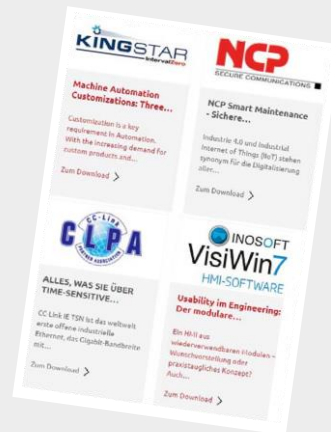 KINGSTAR
IntervalZero
Machine Automation
Customizations: Three...
Customization is a key
requirement in Automation.
With the increasing demand for
custom products and...
Zum Download
NCP
SECURE COMMUNICATIONS
NCP Smart Maintenance
- Sichere...
Industrie 4.0 und Industrial
Internet of Things (IIoT) stehen
synonym für die Digitalisierung
aller...
Zum Download
CC-Link
CLPA
PARTNER ASSOCIATION
ALLES, WAS SIE ÜBER
TIME-SENSITIVE...
CC Link IE TSN ist das weltweit
erste offene industrielle
Ethernet, das Gigabit-Bandbreite
mit...
Zum Download
INOSOFT
VisiWin7
HMI-SOFTWARE
Usability im Engineering:
Der modulare...
Ein HMI aus
wiederverwendbaren Modulen –
Wunschvorstellung oder
praxistaugliches Konzept?
Auch...
Zum Download